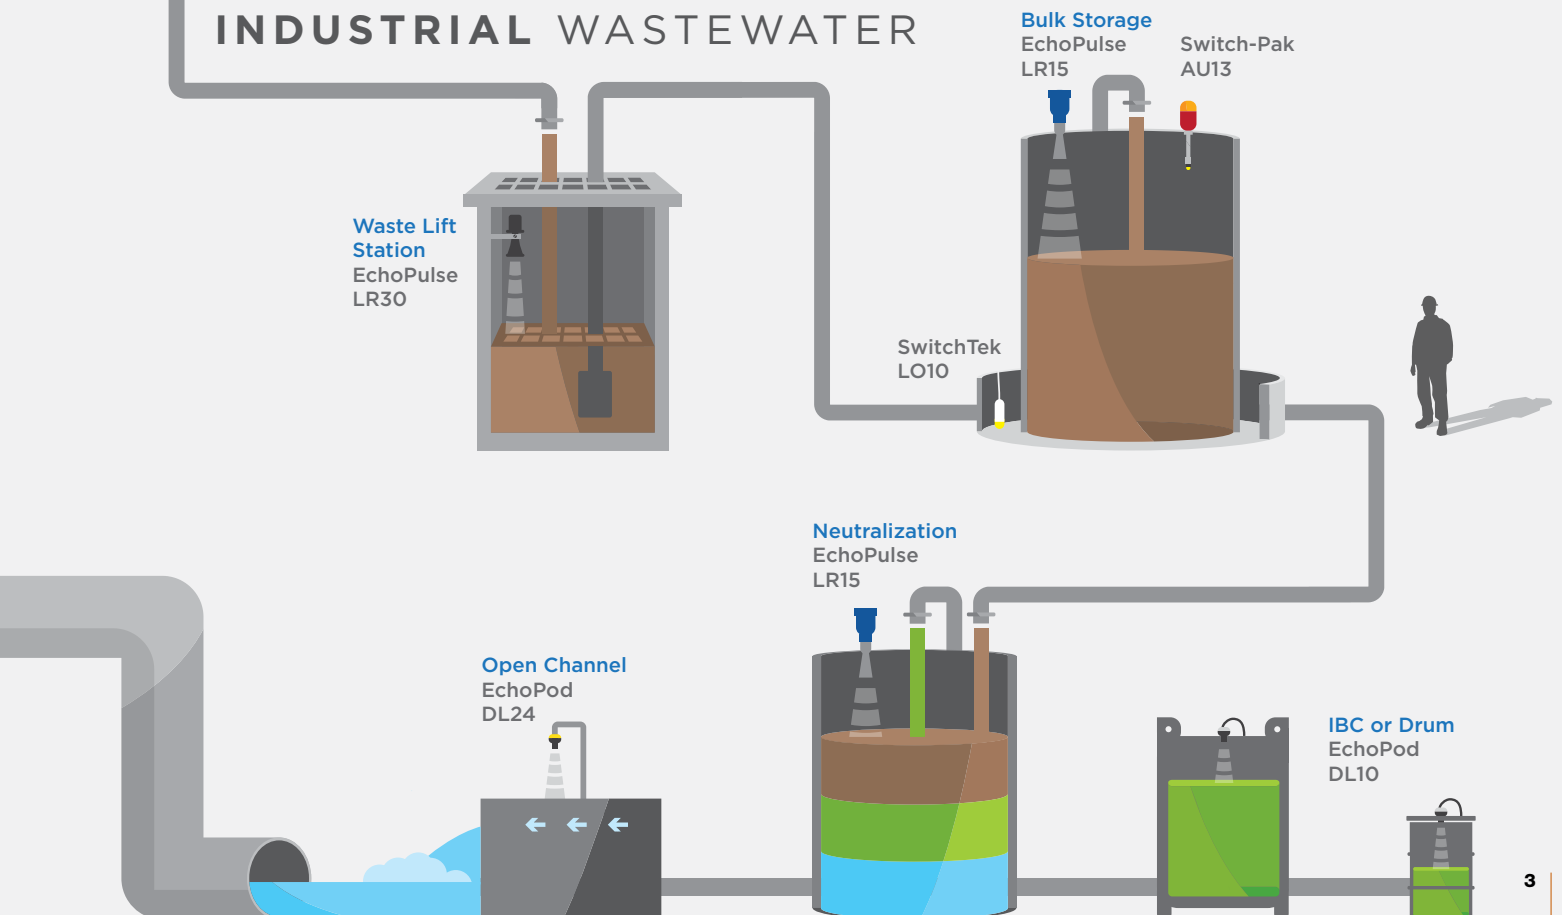 INDUSTRIAL WASTEWATER
Bulk Storage
EchoPulse
LR15
Switch-Pak
AU13
Waste Lift
Station
EchoPulse
LR30
SwitchTek
LO10
Neutralization
EchoPulse
LR15
Open Channel
EchoPod
DL24
IBC or Drum
EchoPod
DL10
3